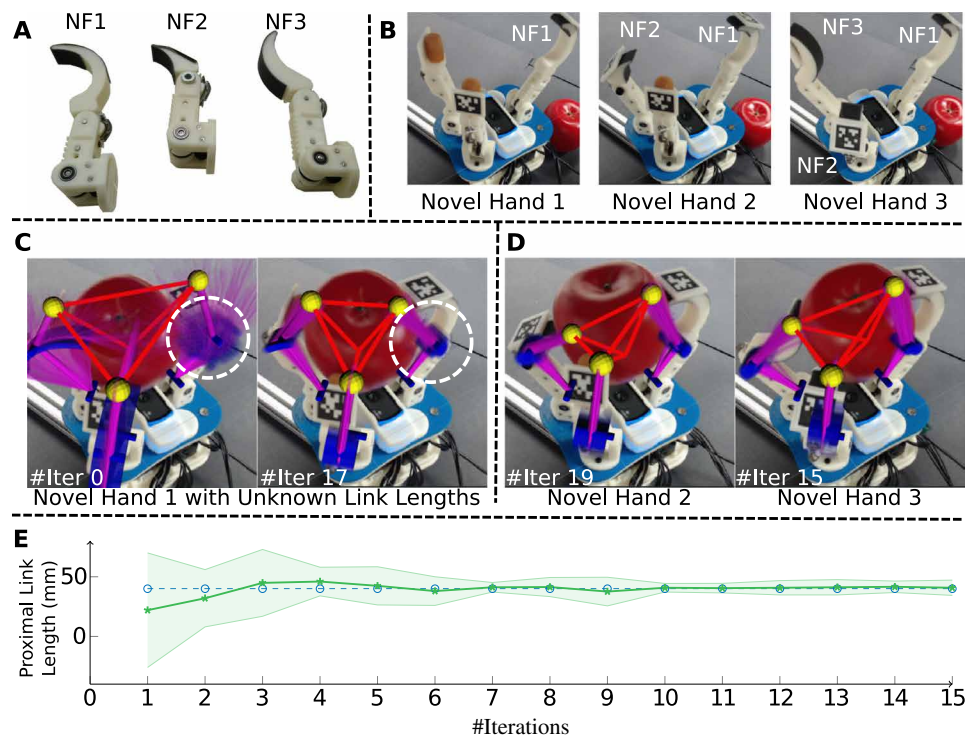 A
NF1
NF2
NF3
B
NF1
Novel Hand 1
NF2
NF1
Novel Hand 2
NF3
NF1
NF2
Novel Hand 3
C
#Iter 0
#Iter 17
Novel Hand 1 with Unknown Link Lengths
D
#Iter 19
#Iter 15
Novel Hand 2
Novel Hand 3
E
Proximal Link
Length (mm)
50
0
0 1 2 3 4 5 6 7 8 9 10 11 12 13 14 15
#Iterations